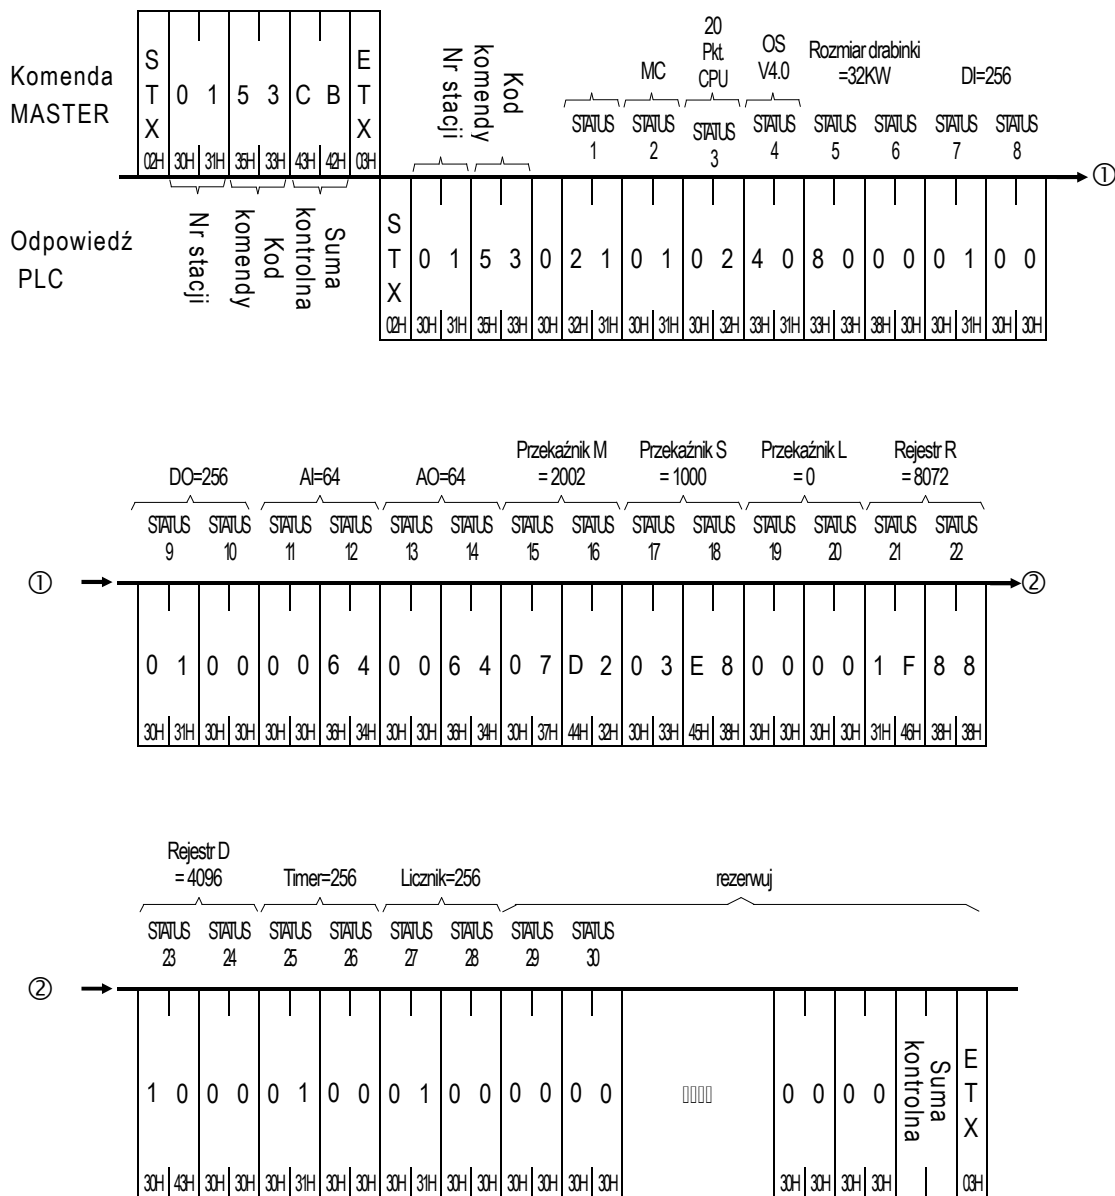 Komenda
MASTER
S T X 0 1 5 3 C B E T X
02H 30H 31H 35H 33H 43H 42H 03H
Nr stacji
Kod komendy
Suma kontrolna
Nr stacji
Kod komendy
MC
20 Pkt. CPU
OS V4.0
Rozmiar drabinki =32KW
DI=256
STATUS 1 STATUS 2 STATUS 3 STATUS 4 STATUS 5 STATUS 6 STATUS 7 STATUS 8
①
Odpowiedź
PLC
S T X 0 1 5 3 0 2 1 0 1 0 2 4 0 8 0 0 0 0 1 0 0
02H 30H 31H 35H 33H 30H 32H 31H 30H 31H 30H 32H 33H 31H 33H 33H 38H 30H 30H 31H 30H 30H
DO=256
AI=64
AO=64
Przekaźnik M = 2002
Przekaźnik S = 1000
Przekaźnik L = 0
Rejestr R = 8072
STATUS 9 STATUS 10 STATUS 11 STATUS 12 STATUS 13 STATUS 14 STATUS 15 STATUS 16 STATUS 17 STATUS 18 STATUS 19 STATUS 20 STATUS 21 STATUS 22
① ②
0 1 0 0 0 0 6 4 0 0 6 4 0 7 D 2 0 3 E 8 0 0 0 0 1 F 8 8
30H 31H 30H 30H 30H 30H 36H 34H 30H 30H 36H 34H 30H 37H 44H 32H 30H 33H 45H 38H 30H 30H 30H 30H 31H 46H 38H 38H
Rejestr D = 4096
Timer=256
Licznik=256
rezerwuj
STATUS 23 STATUS 24 STATUS 25 STATUS 26 STATUS 27 STATUS 28 STATUS 29 STATUS 30
②
1 0 0 0 0 1 0 0 0 1 0 0 0 0 0 0 ▯▯▯▯ 0 0 0 0 Suma kontrolna E T X
30H 43H 30H 30H 30H 31H 30H 30H 30H 31H 30H 30H 30H 30H 30H 30H 30H 30H 30H 30H 03H